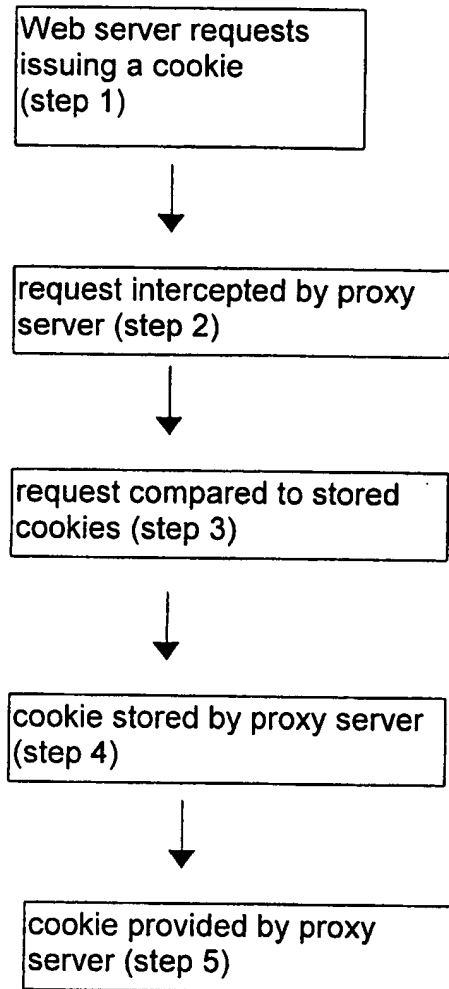 Web server requests
issuing a cookie
(step 1)
request intercepted by proxy
server (step 2)
request compared to stored
cookies (step 3)
cookie stored by proxy server
(step 4)
cookie provided by proxy
server (step 5)